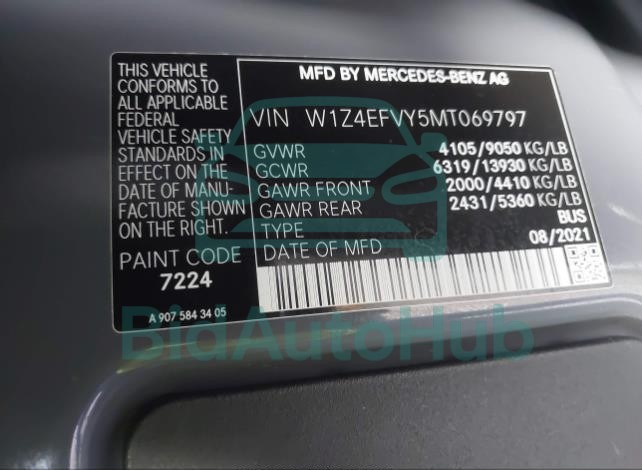 THIS VEHICLE
CONFORMS TO
ALL APPLICABLE
FEDERAL
VEHICLE SAFETY
STANDARDS IN
EFFECT ON THE
DATE OF MANU-
FACTURE SHOWN
ON THE RIGHT.
PAINT CODE
7224
A 907 584 34 05
MFD BY MERCEDES-BENZ AG
VIN W1Z4EFVY5MT069797
GVWR 4105/9050 KG/LB
GCWR 6319/13930 KG/LB
GAWR FRONT 2000/4410 KG/LB
GAWR REAR 2431/5360 KG/LB
TYPE BUS
DATE OF MFD 08/2021
BidAutoHub